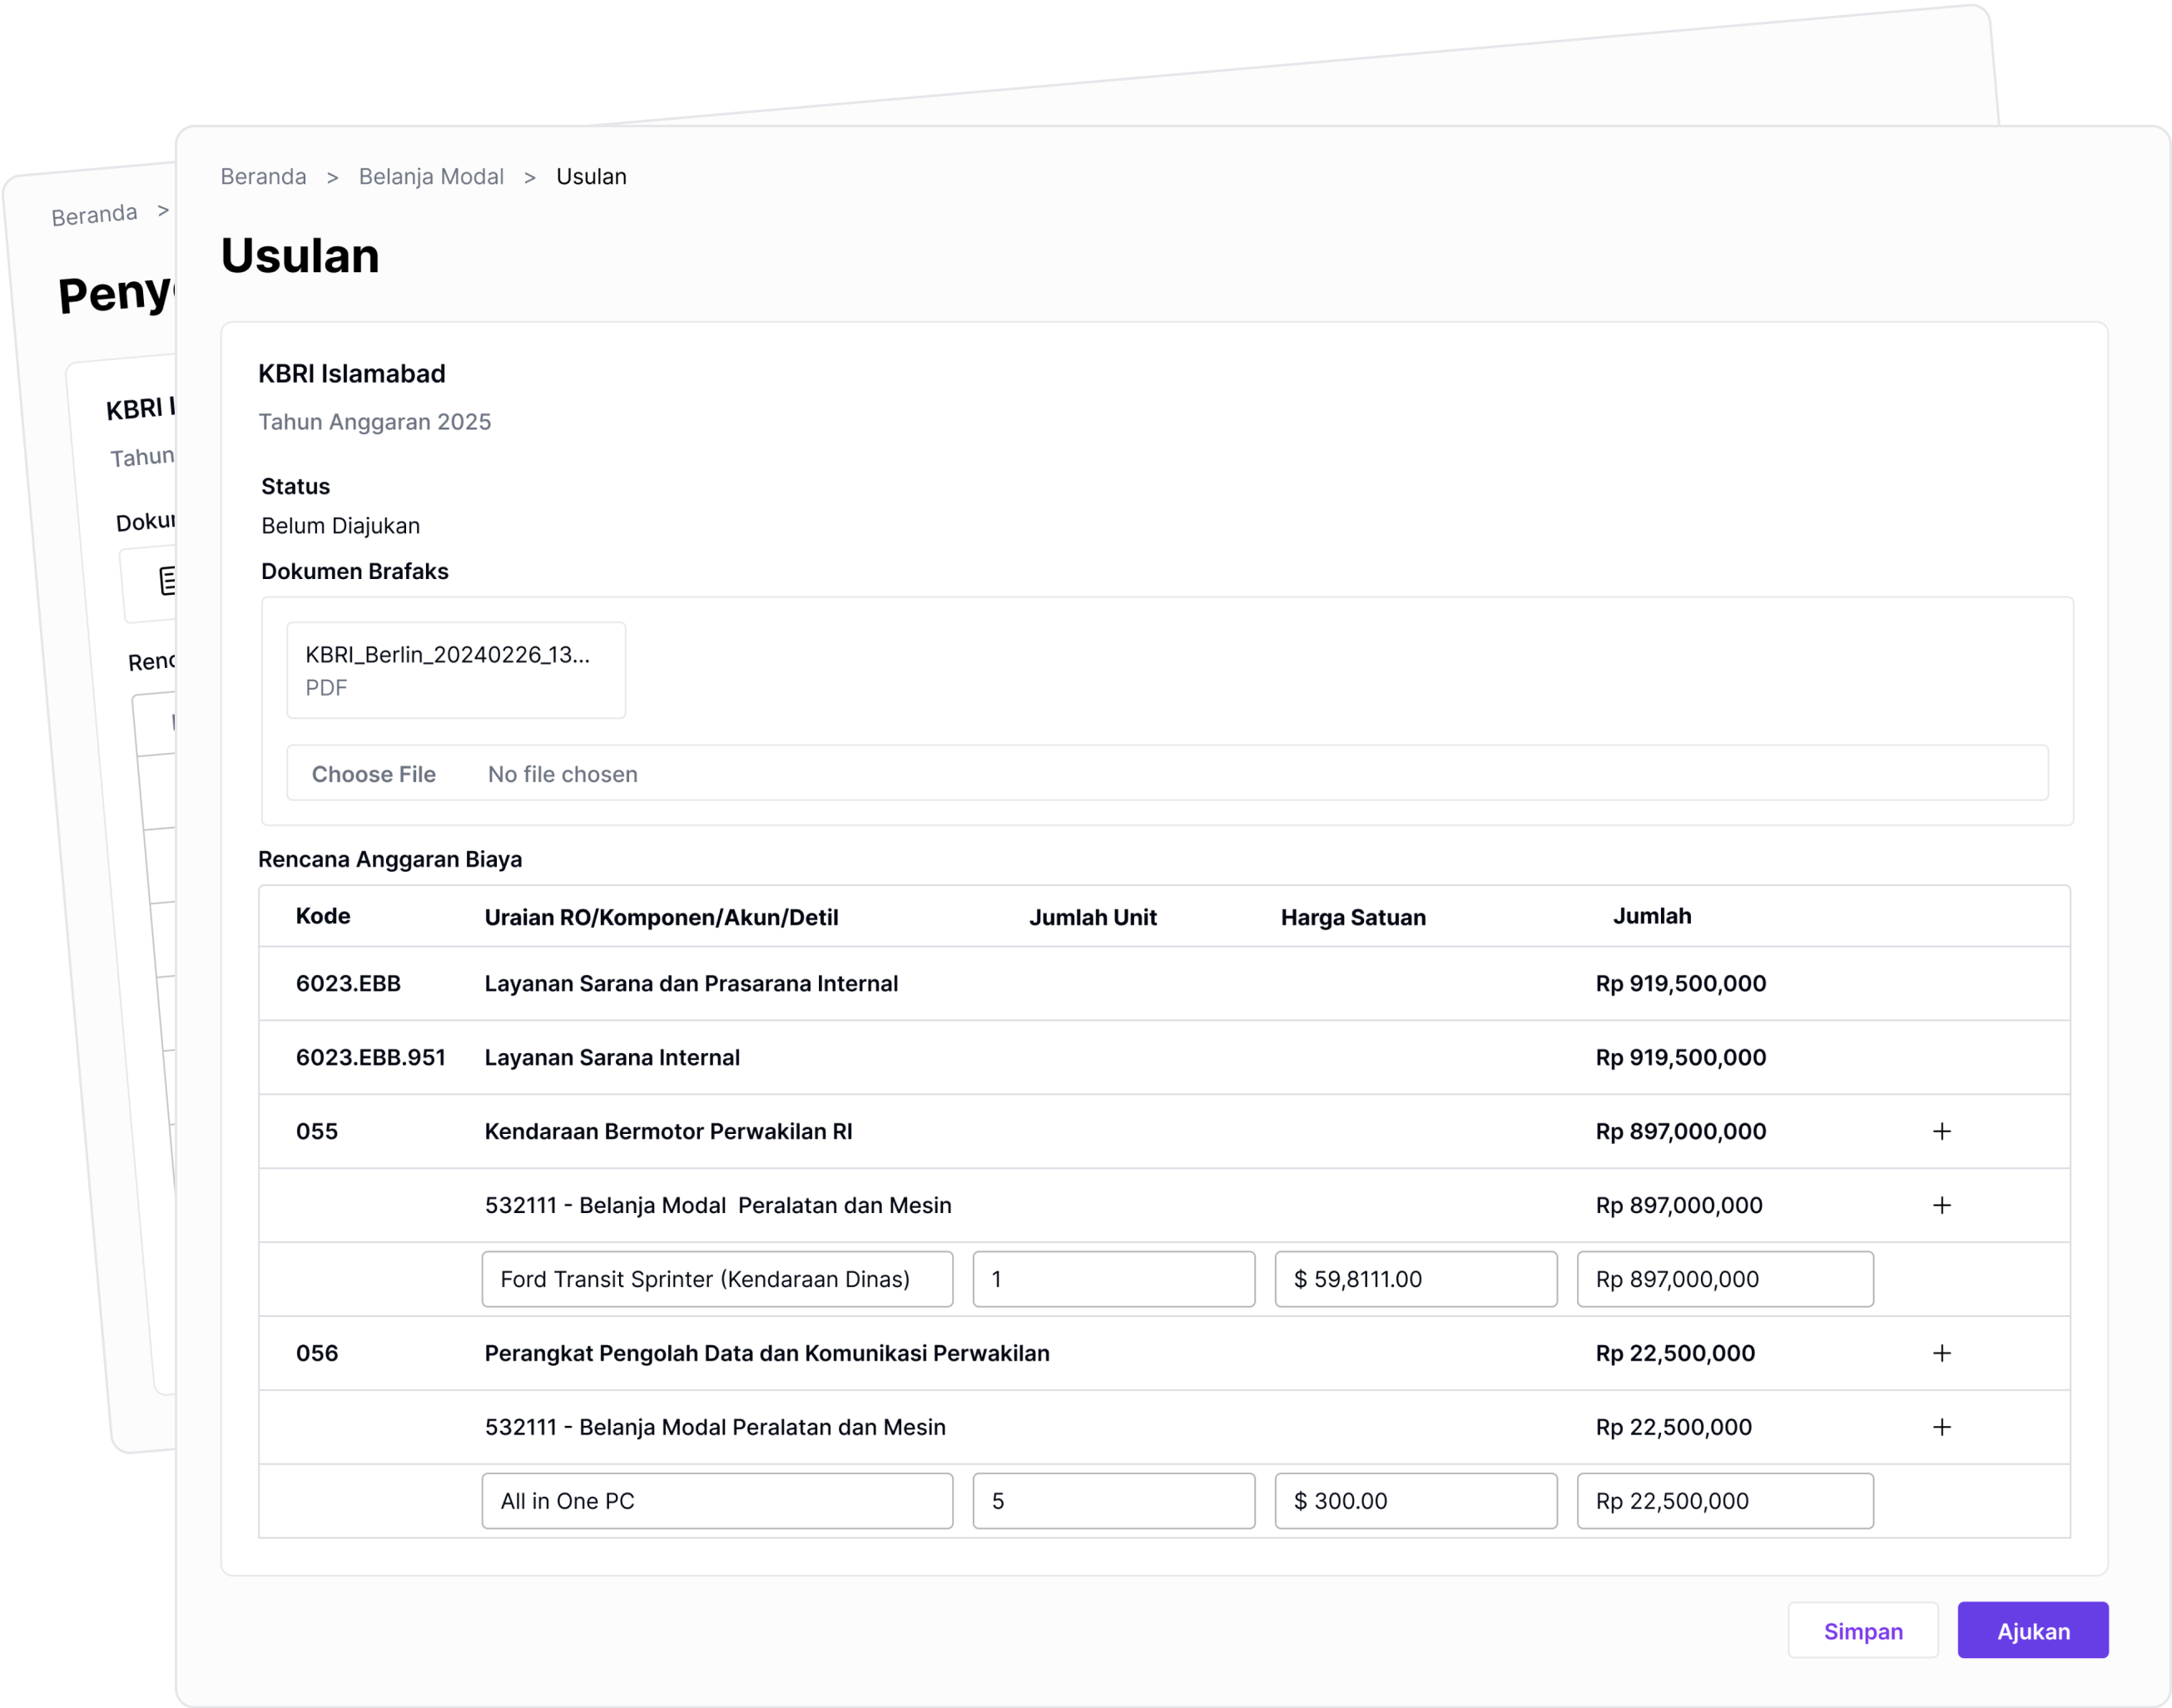 Beranda > Belanja Modal > Usulan
Usulan
KBRI Islamabad
Tahun Anggaran 2025
Status
Belum Diajukan
Dokumen Brafaks
KBRI_Berlin_20240226_13...
PDF
Choose File No file chosen
Rencana Anggaran Biaya
Kode Uraian RO/Komponen/Akun/Detil Jumlah Unit Harga Satuan Jumlah
6023.EBB Layanan Sarana dan Prasarana Internal Rp 919,500,000
6023.EBB.951 Layanan Sarana Internal Rp 919,500,000
055 Kendaraan Bermotor Perwakilan RI Rp 897,000,000 +
532111 - Belanja Modal  Peralatan dan Mesin Rp 897,000,000 +
Ford Transit Sprinter (Kendaraan Dinas) 1 $ 59,8111.00 Rp 897,000,000
056 Perangkat Pengolah Data dan Komunikasi Perwakilan Rp 22,500,000 +
532111 - Belanja Modal Peralatan dan Mesin Rp 22,500,000 +
All in One PC 5 $ 300.00 Rp 22,500,000
Simpan Ajukan
Beranda >
KBRI
Tahun